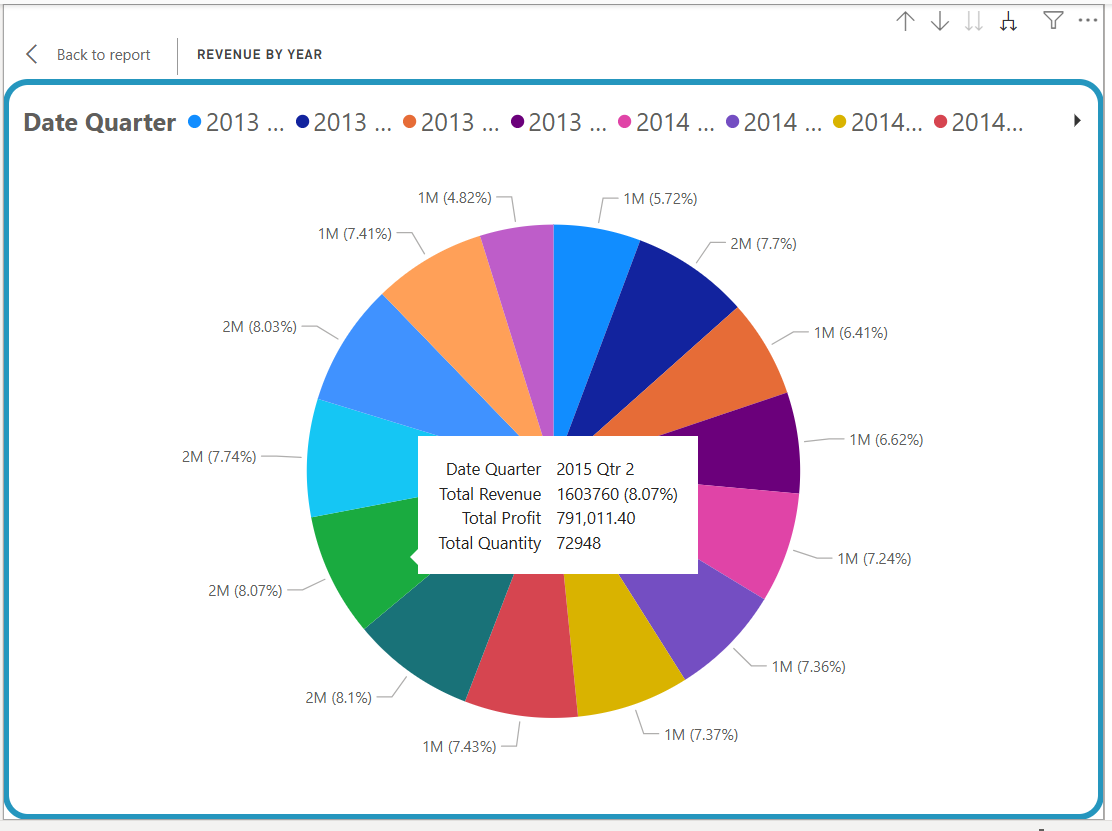 Back to report
REVENUE BY YEAR
Date Quarter 2013 ... 2013 ... 2013 ... 2013 ... 2014 ... 2014 ... 2014... 2014...
1M (4.82%)
1M (5.72%)
1M (7.41%)
2M (7.7%)
2M (8.03%)
1M (6.41%)
1M (6.62%)
2M (7.74%)
Date Quarter 2015 Qtr 2
Total Revenue 1603760 (8.07%)
Total Profit 791,011.40
Total Quantity 72948
1M (7.24%)
2M (8.07%)
1M (7.36%)
2M (8.1%)
1M (7.37%)
1M (7.43%)